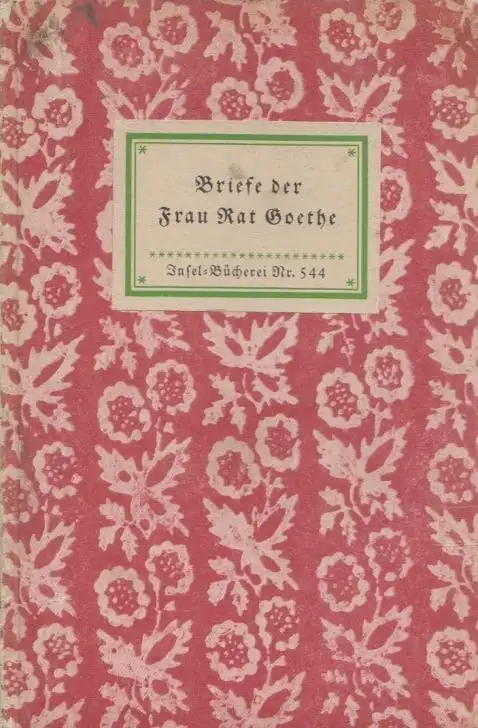 Briefe der
Frau Rat Goethe
Insel-Bücherei Nr. 544